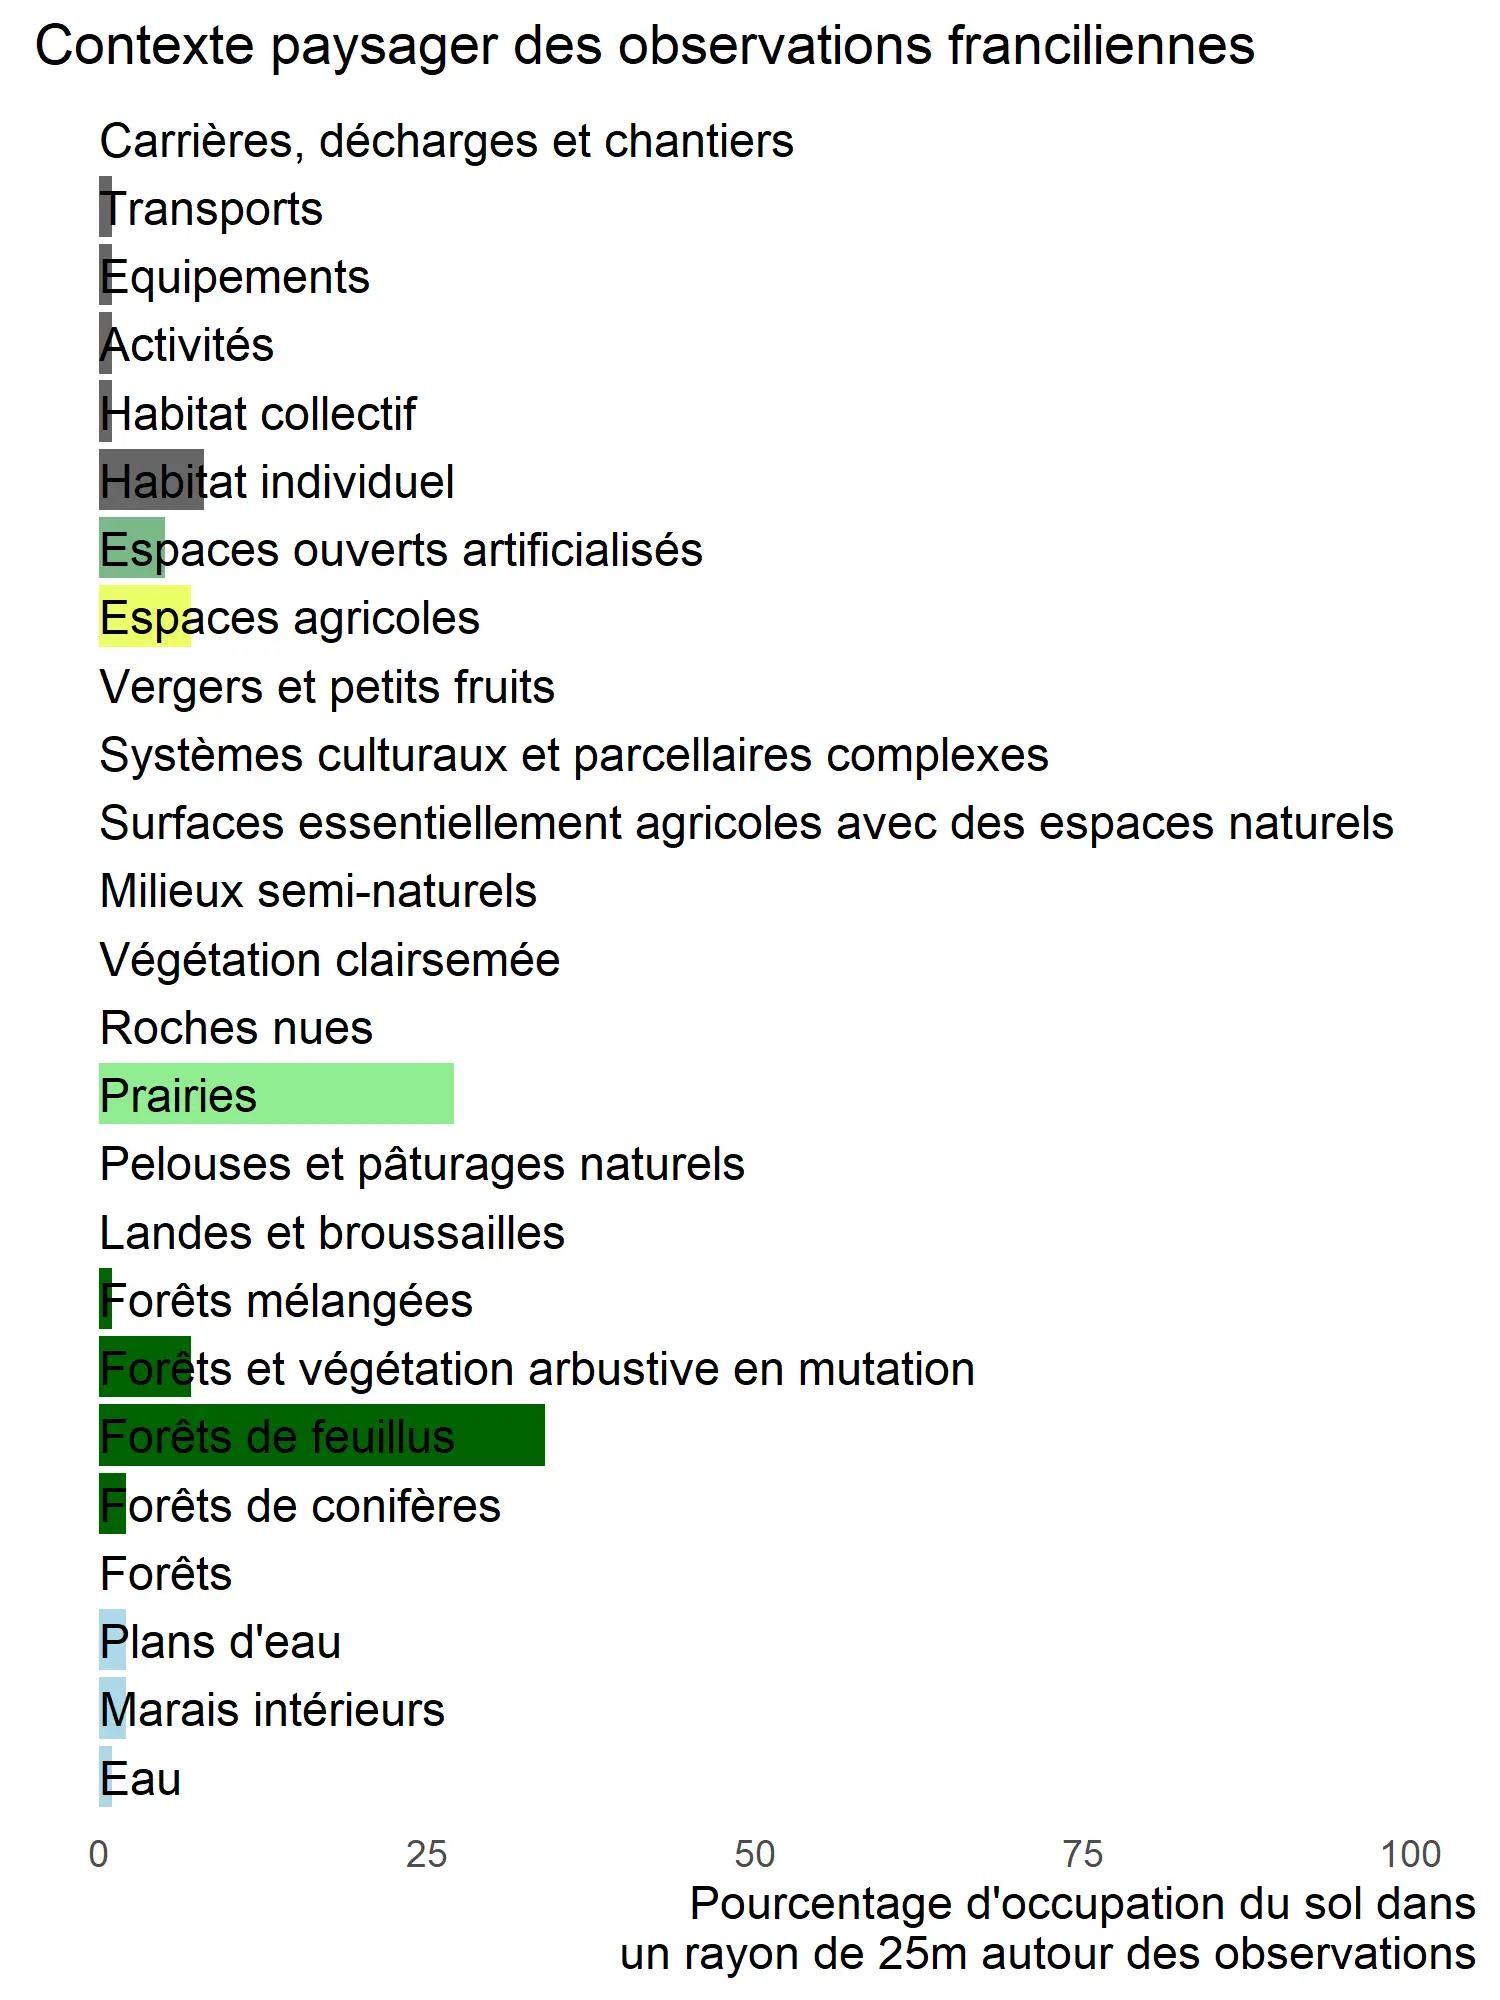 Contexte paysager des observations franciliennes
Carrières, décharges et chantiers
Transports
Equipements
Activités
Habitat collectif
Habitat individuel
Espaces ouverts artificialisés
Espaces agricoles
Vergers et petits fruits
Systèmes culturaux et parcellaires complexes
Surfaces essentiellement agricoles avec des espaces naturels
Milieux semi-naturels
Végétation clairsemée
Roches nues
Prairies
Pelouses et pâturages naturels
Landes et broussailles
Forêts mélangées
Forêts et végétation arbustive en mutation
Forêts de feuillus
Forêts de conifères
Forêts
Plans d'eau
Marais intérieurs
Eau
0 25 50 75 100
Pourcentage d'occupation du sol dans
un rayon de 25m autour des observations